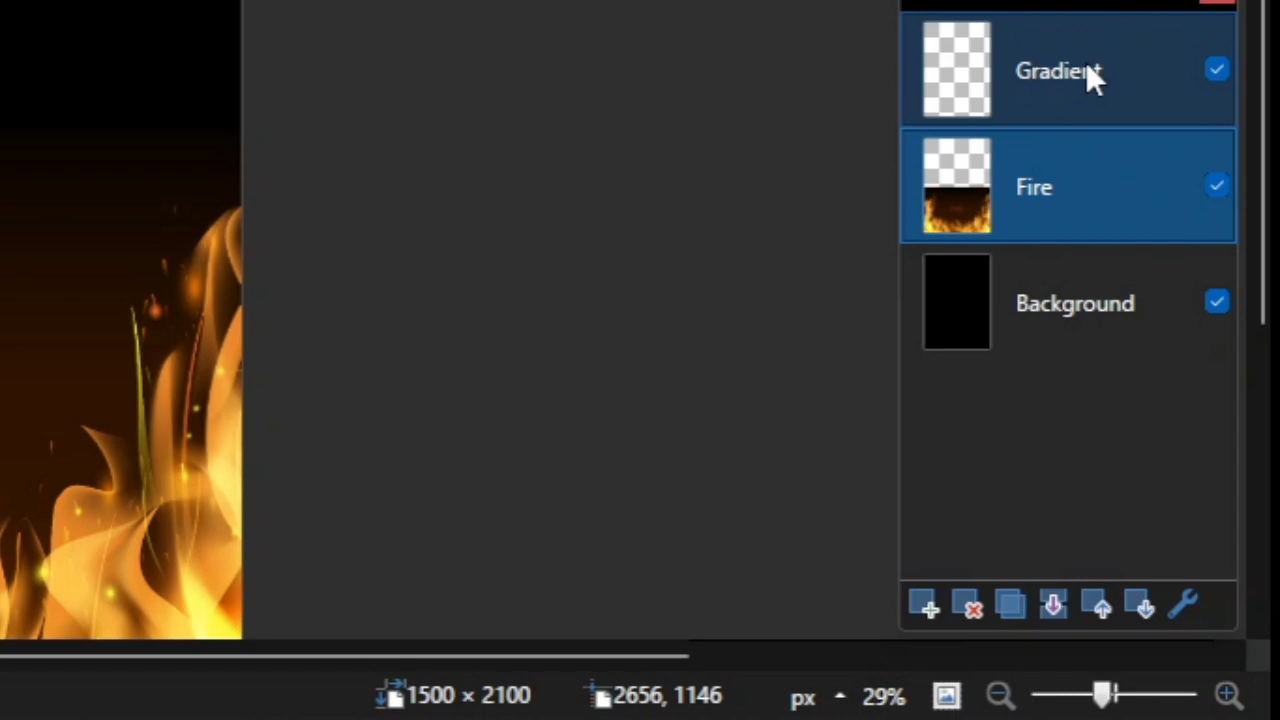 Gradient
Fire
Background
1500 × 2100 2656, 1146 px 29%